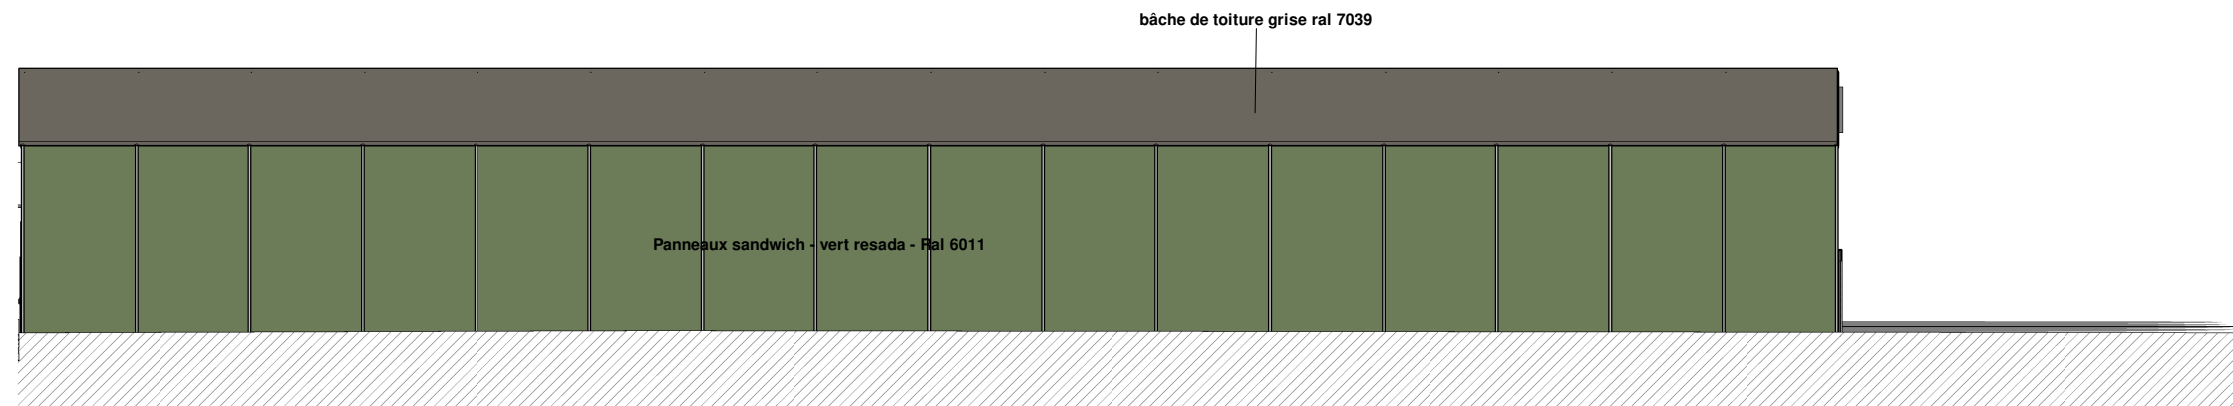 bâche de toiture grise ral 7039
Panneaux sandwich - vert resada - Ral 6011